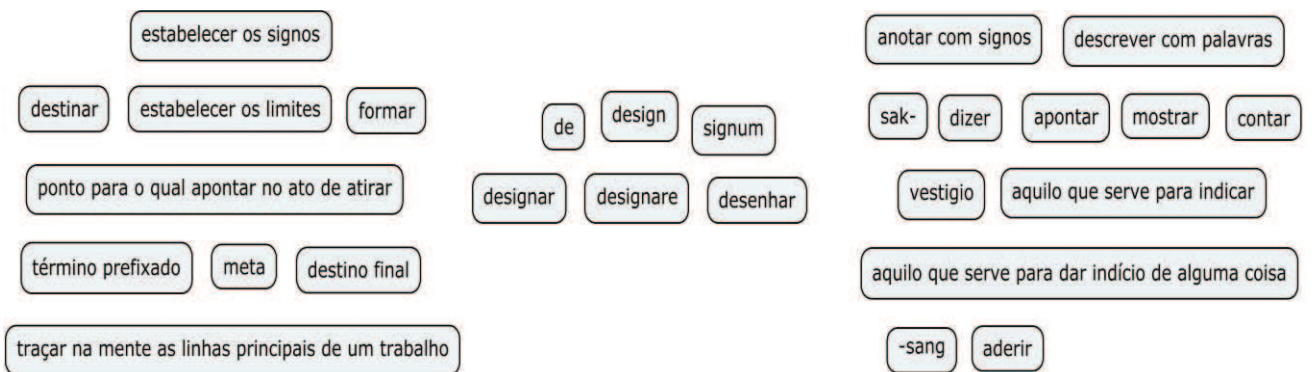 estabelecer os signos
destinar
estabelecer os limites
formar
ponto para o qual apontar no ato de atirar
término prefixado
meta
destino final
traçar na mente as linhas principais de um trabalho
de
design
signum
designar
designare
desenhar
anotar com signos
descrever com palavras
sak-
dizer
apontar
mostrar
contar
vestigio
aquilo que serve para indicar
aquilo que serve para dar indício de alguma coisa
-sang
aderir